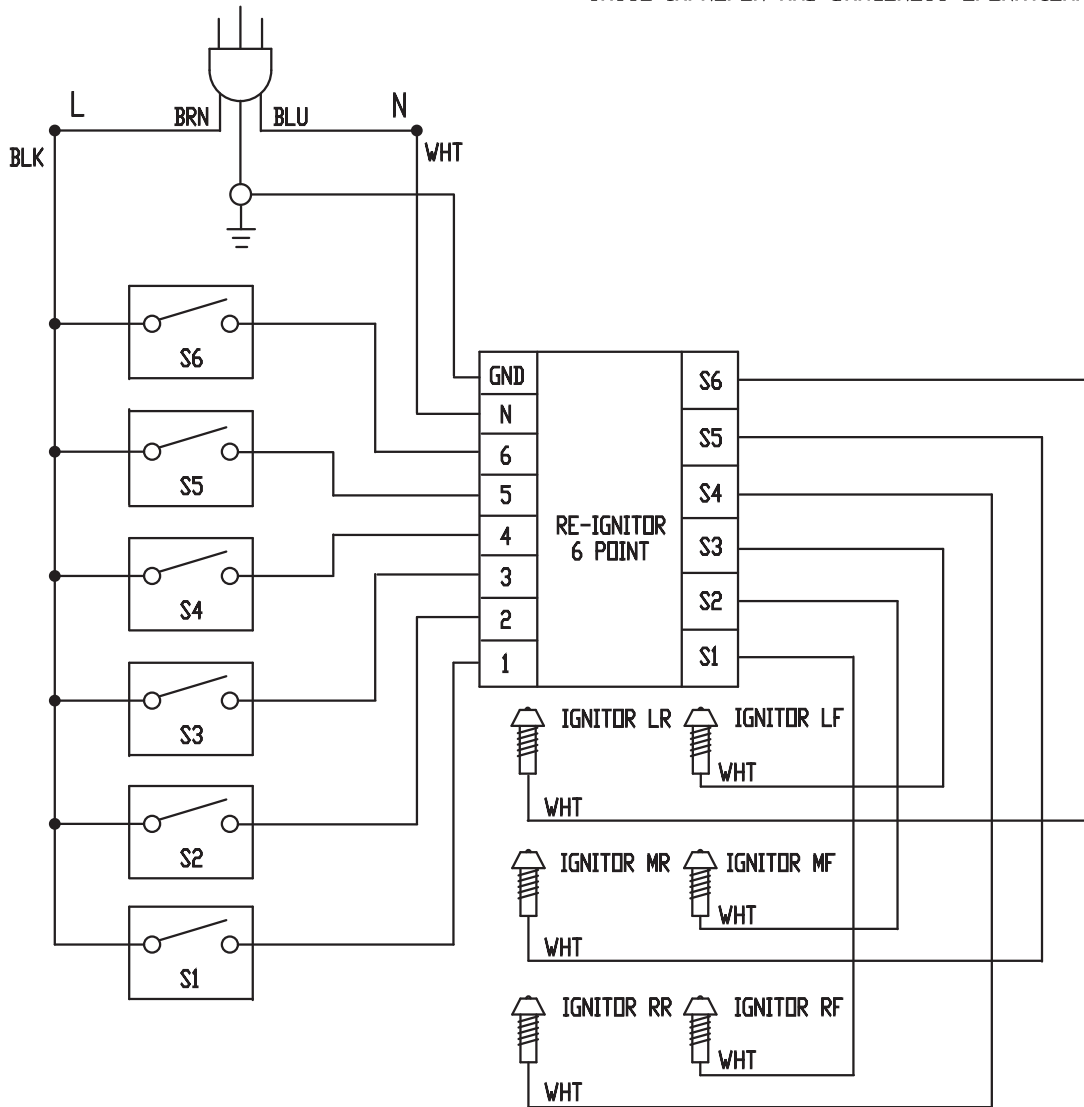 L
BRN
BLU
N
BLK
WHT
S6
S5
S4
S3
S2
S1
GND
N
6
5
4
3
2
1
RE-IGNITOR
6 POINT
S6
S5
S4
S3
S2
S1
IGNITOR LR
IGNITOR LF
WHT
WHT
IGNITOR MR
IGNITOR MF
WHT
WHT
IGNITOR RR
IGNITOR RF
WHT
WHT